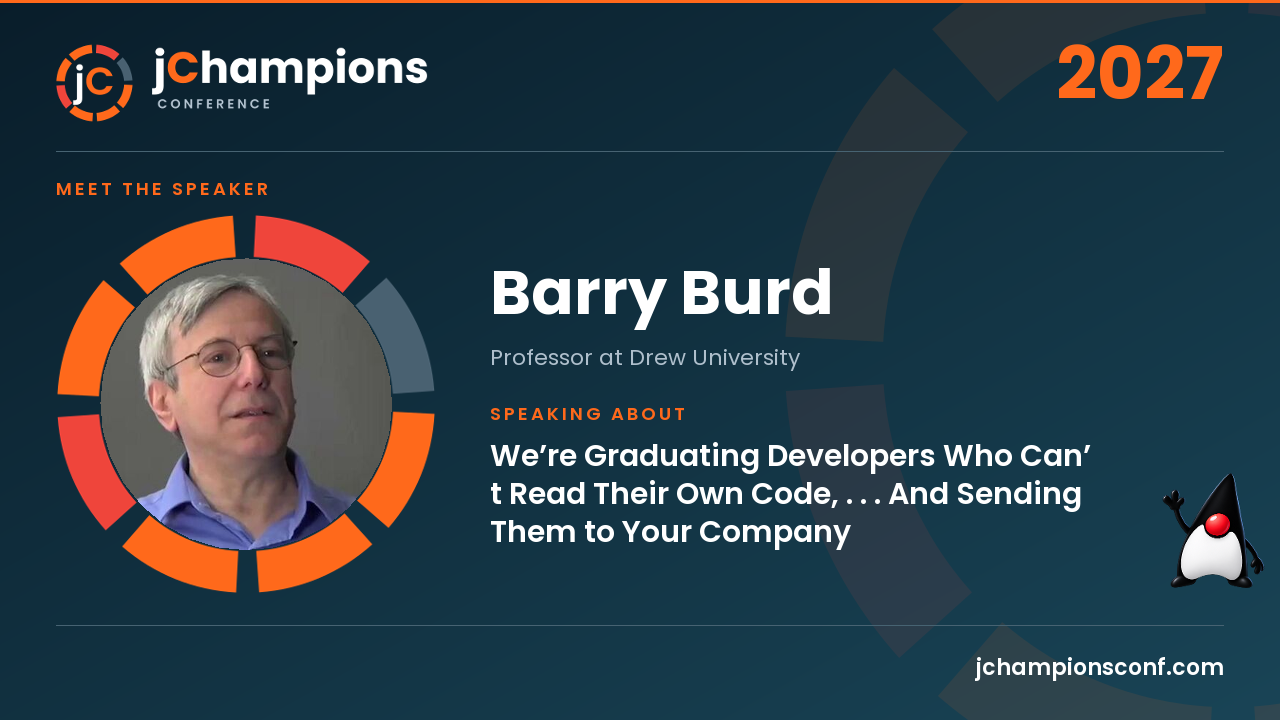 jC jChampions
CONFERENCE
2027
MEET THE SPEAKER
Barry Burd
Professor at Drew University
SPEAKING ABOUT
We’re Graduating Developers Who Can’
t Read Their Own Code, . . . And Sending
Them to Your Company
jchampionsconf.com